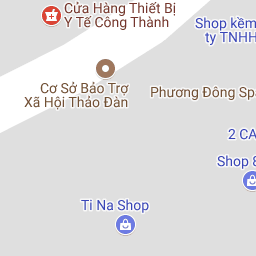 Cửa Hàng Thiết Bị
Y Tế Công Thành
Shop kềm
ty TNHH
Cơ Sở Bảo Trợ
Xã Hội Thảo Đàn
Phương Đông Spa
2 CA
Shop 8
Ti Na Shop